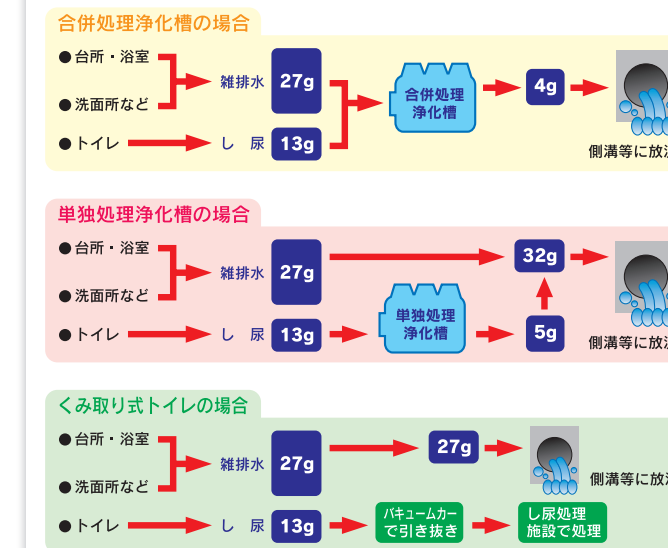 合併処理浄化槽の場合
●台所・浴室
●洗面所など
雑排水
27g
●トイレ
し 尿
13g
合併処理
浄化槽
4g
側溝等に放
単独処理浄化槽の場合
●台所・浴室
●洗面所など
雑排水
27g
32g
●トイレ
し 尿
13g
単独処理
浄化槽
5g
側溝等に放
くみ取り式トイレの場合
●台所・浴室
●洗面所など
雑排水
27g
27g
側溝等に放
●トイレ
し 尿
13g
バキュームカー
で引き抜き
し尿処理
施設で処理